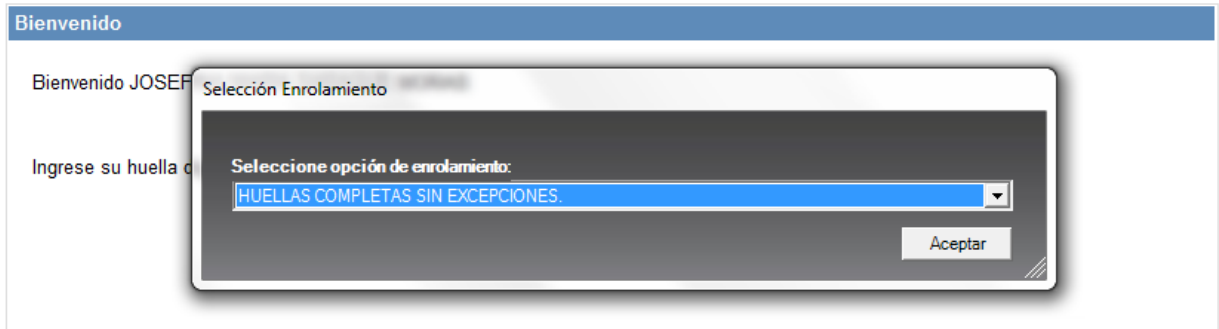 Bienvenido
Bienvenido JOSEF
Selección Enrolamiento
Ingrese su huella
Seleccione opción de enrolamiento:
HUELLAS COMPLETAS SIN EXCEPCIONES.
Aceptar